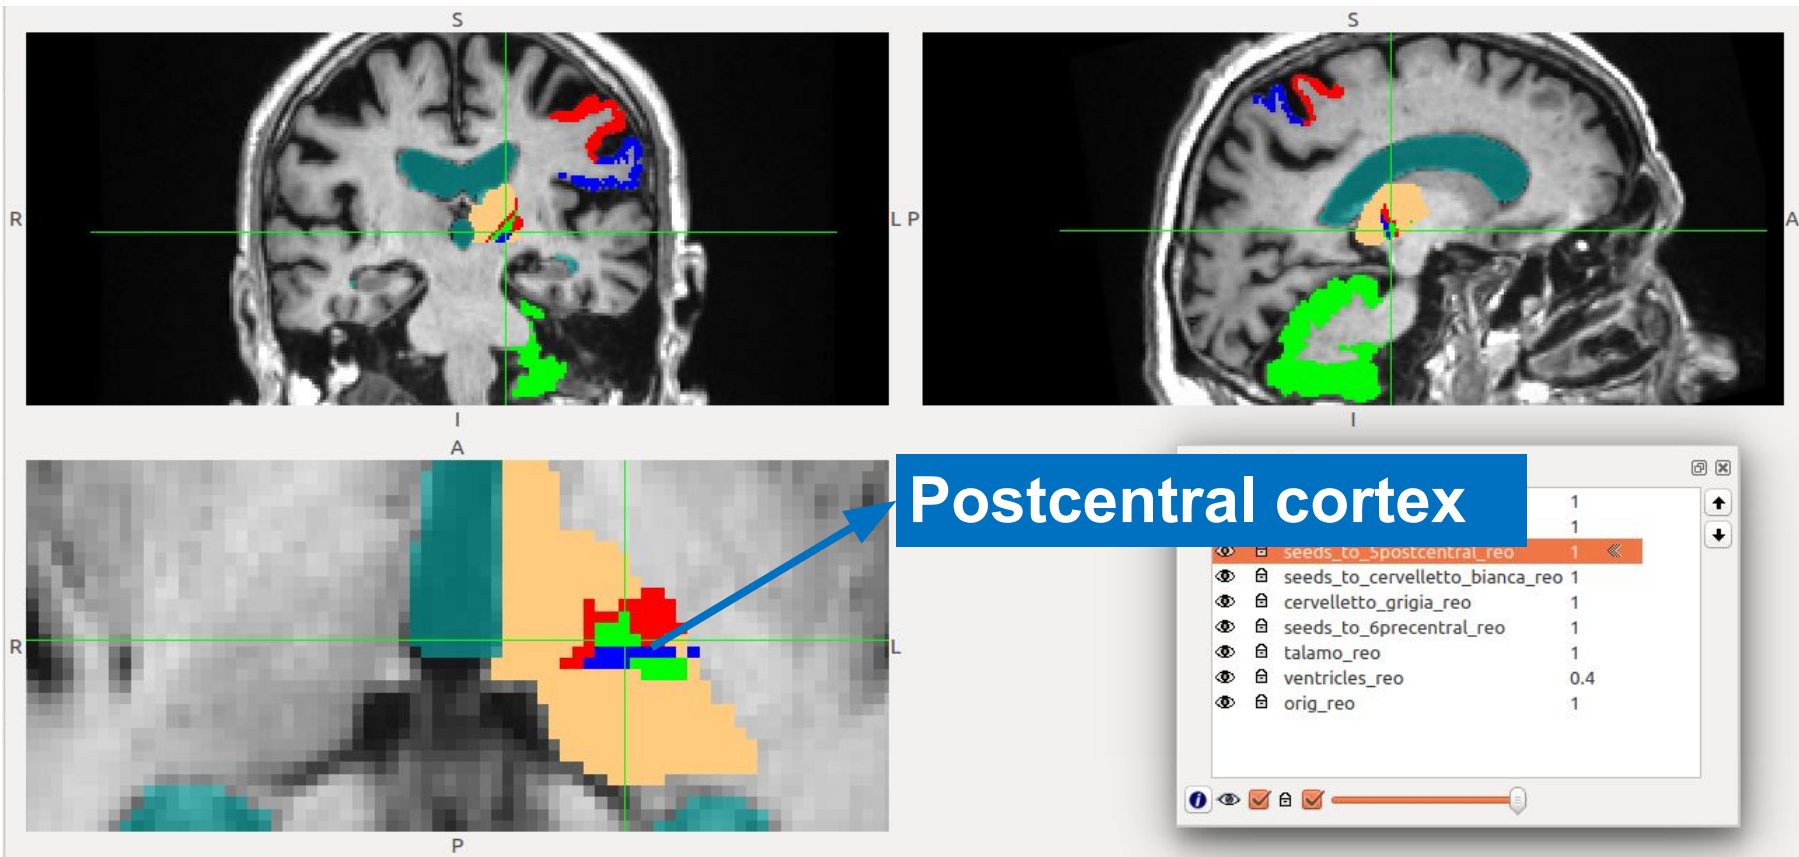 S
S
R
L
P
A
I
I
A
Postcentral cortex
1
1
seeds_to_5postcentral_reo 1
seeds_to_cervelletto_bianca_reo 1
cervelletto_grigia_reo 1
seeds_to_6precentral_reo 1
R
L
talamo_reo 1
ventricles_reo 0.4
orig_reo 1
P